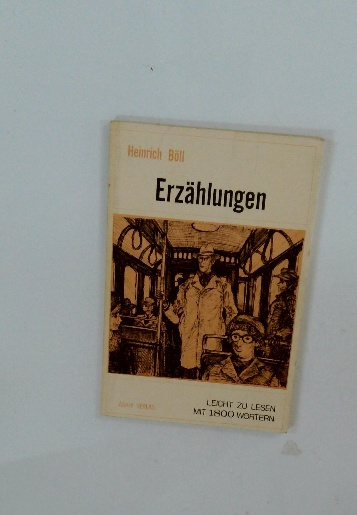 Heinrich Böll
Erzählungen
LEICHT ZU LESEN
MIT 1800 WÖRTERN